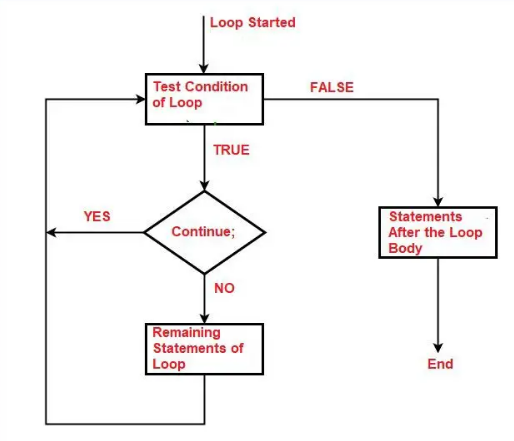 Loop Started
Test Condition
of Loop
FALSE
TRUE
YES
Continue;
Statements
After the Loop
Body
NO
Remaining
Statements of
Loop
End